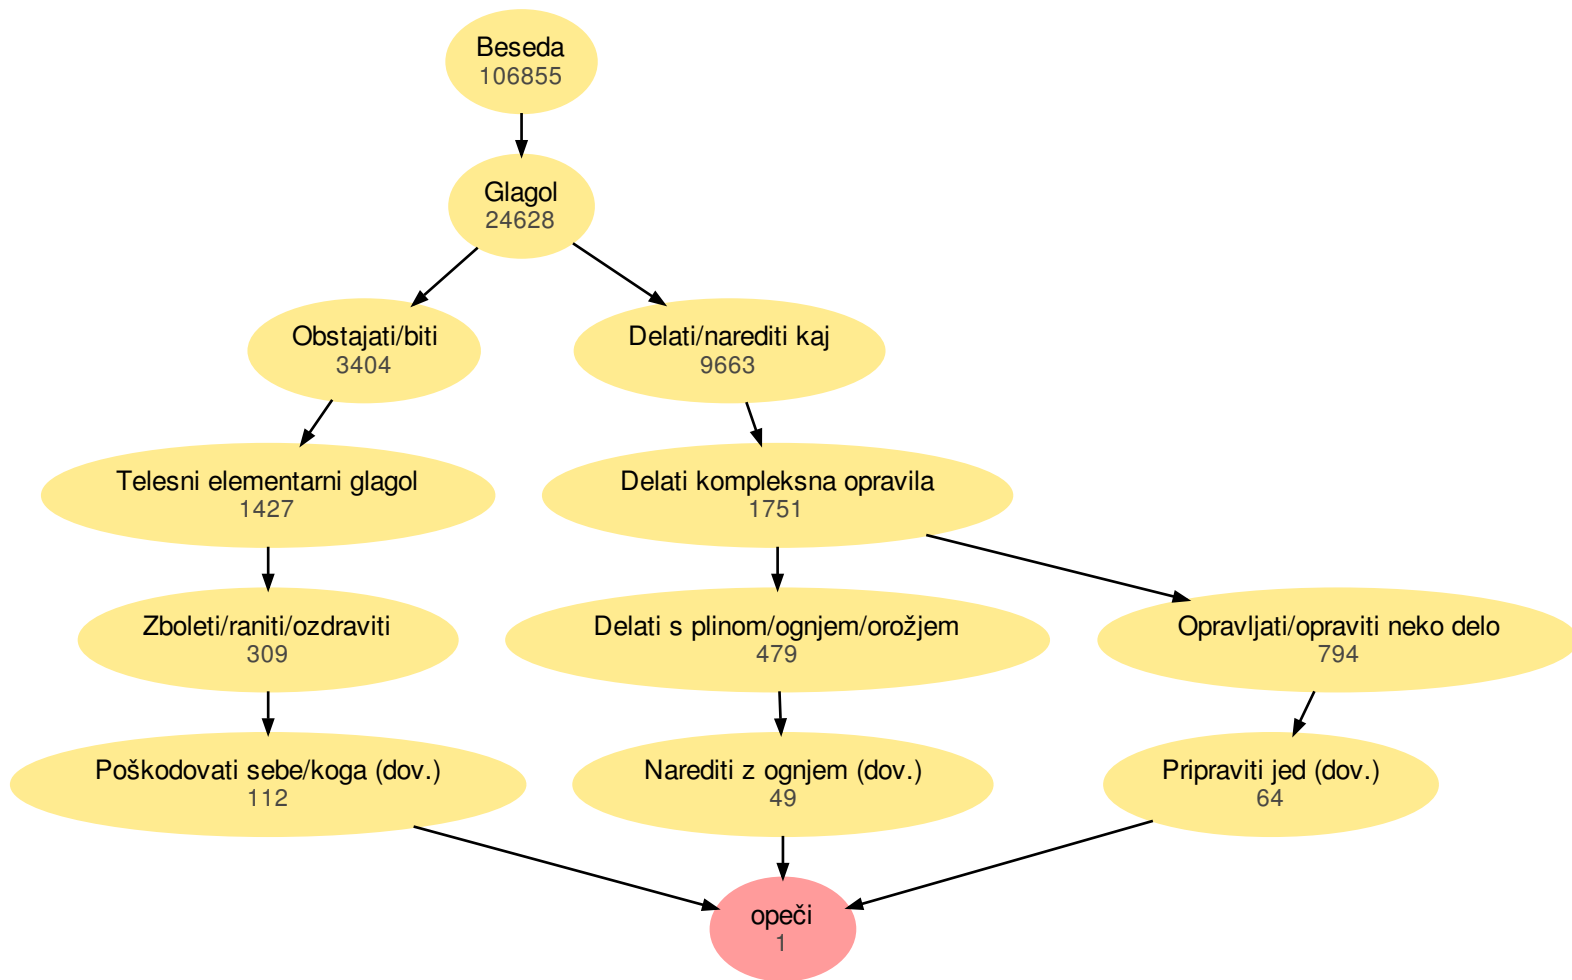 Beseda
106855
Glagol
24628
Obstajati/biti
3404
Delati/narediti kaj
9663
Telesni elementarni glagol
1427
Delati kompleksna opravila
1751
Zboleti/raniti/ozdraviti
309
Delati s plinom/ognjem/orožjem
479
Opravljati/opraviti neko delo
794
Poškodovati sebe/koga (dov.)
112
Narediti z ognjem (dov.)
49
Pripraviti jed (dov.)
64
opeči
1